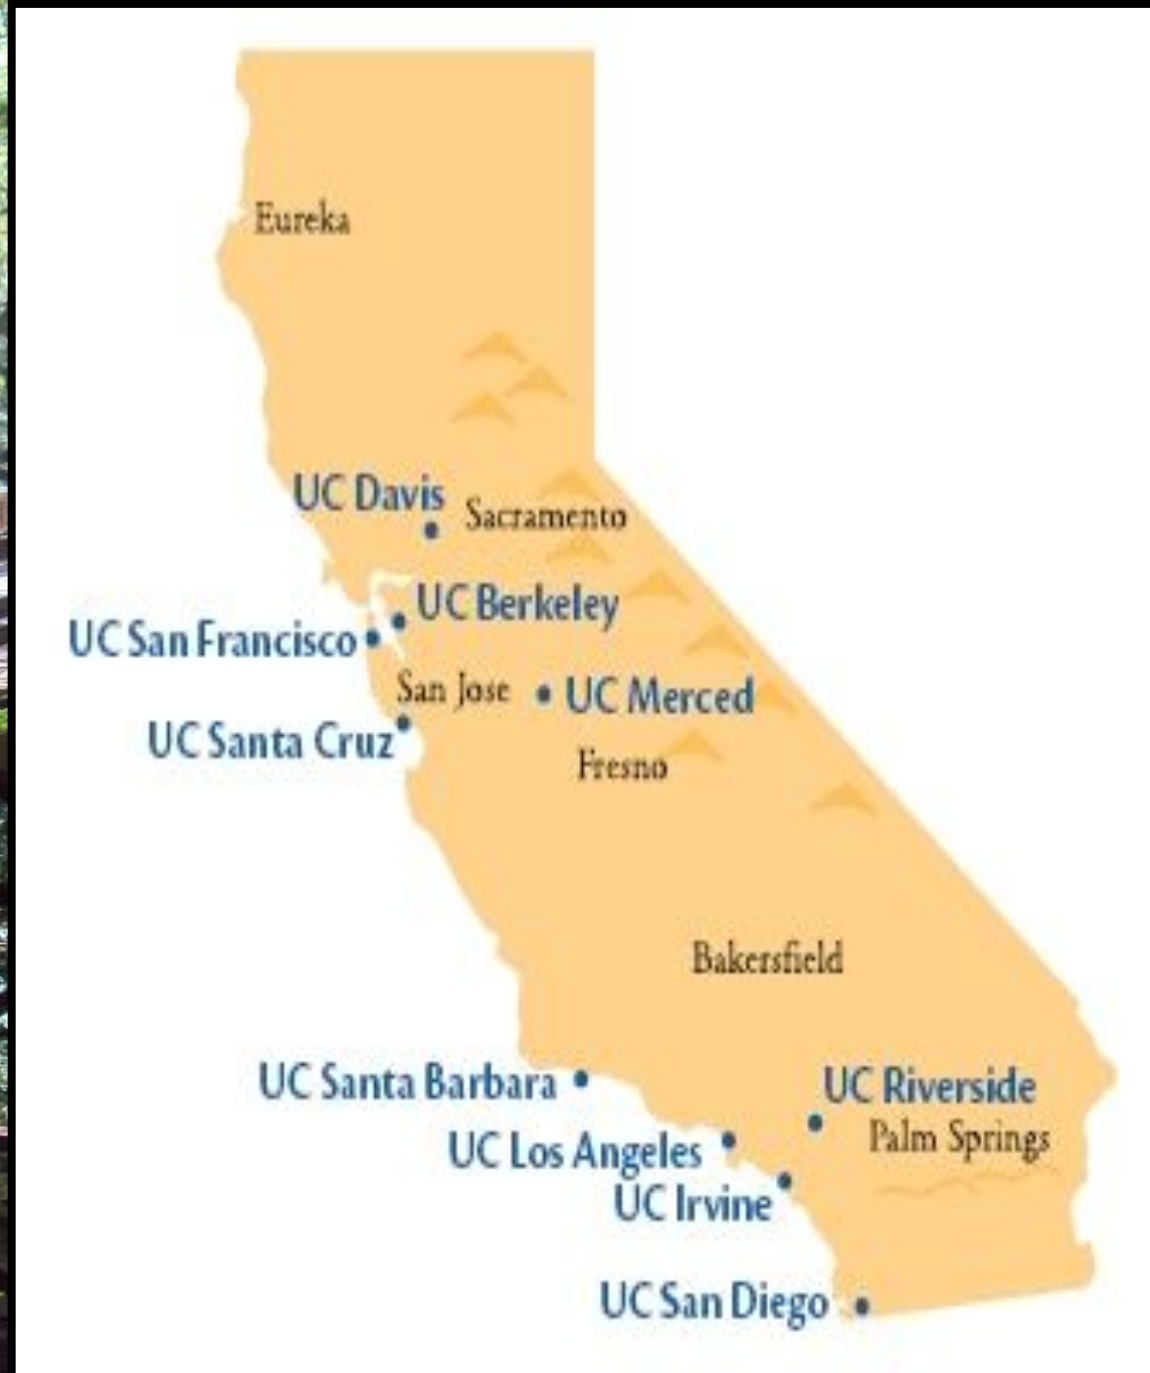 Eureka
UC Davis
Sacramento
UC Berkeley
UC San Francisco
San Jose
UC Merced
UC Santa Cruz
Fresno
Bakersfield
UC Santa Barbara
UC Riverside
Palm Springs
UC Los Angeles
UC Irvine
UC San Diego